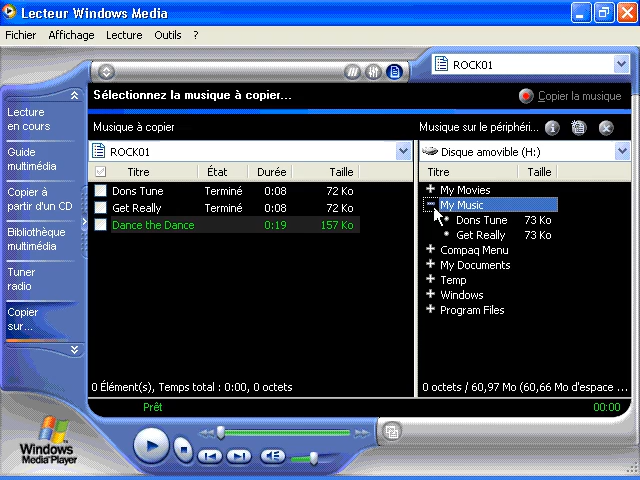 Lecteur Windows Media
Fichier Affichage Lecture Outils ?
ROCK01
Sélectionnez la musique à copier...
Copier la musique
Lecture
en cours
Guide
multimédia
Copier à
partir d'un CD
Bibliothèque
multimédia
Tuner
radio
Copier
sur...
Musique à copier
ROCK01
Titre État Durée Taille
Dons Tune Terminé 0:08 72 Ko
Get Really Terminé 0:08 72 Ko
Dance the Dance 0:19 157 Ko
0 Élément(s), Temps total : 0:00, 0 octets
Musique sur le périphéri...
Disque amovible (H:)
Titre Taille
My Movies
My Music
Dons Tune 73 Ko
Get Really 73 Ko
Compaq Menu
My Documents
Temp
Windows
Program Files
0 octets / 60,97 Mo (60,66 Mo d'espace ...
Prêt 00:00
Windows
Media Player